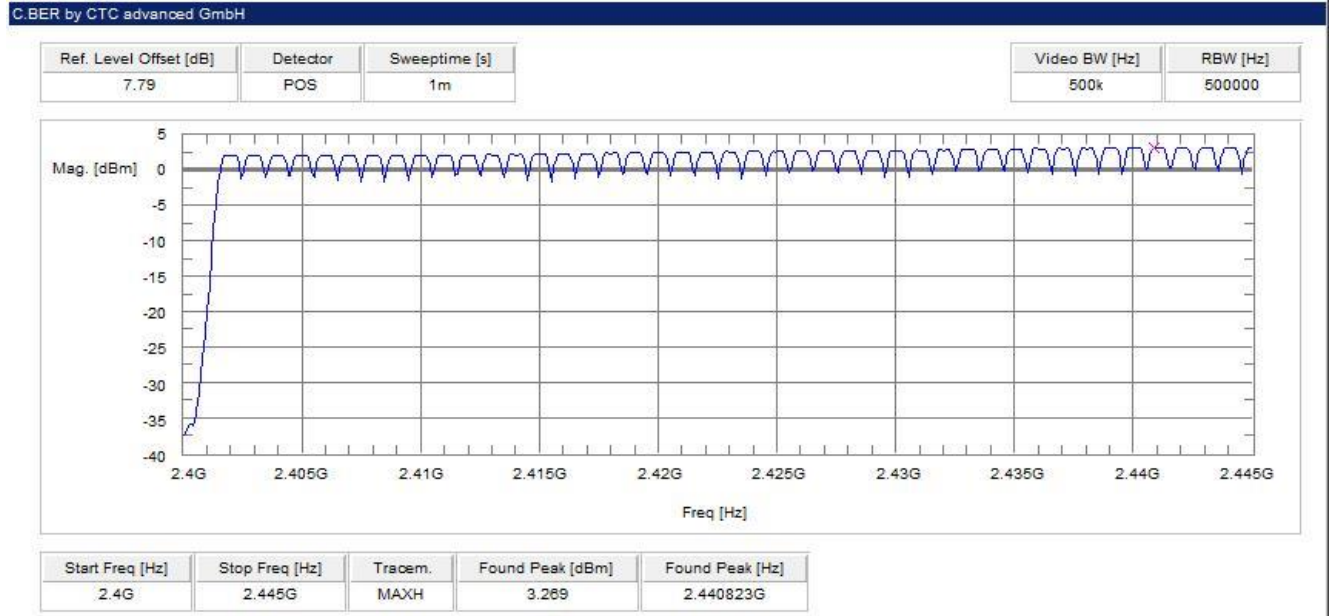 C.BER by CTC advanced GmbH
Ref. Level Offset [dB] Detector Sweeptime [s] Video BW [Hz] RBW [Hz]
7.79 POS 1m 500k 500000
Mag. [dBm]
5
0
-5
-10
-15
-20
-25
-30
-35
-40
2.4G 2.405G 2.41G 2.415G 2.42G 2.425G 2.43G 2.435G 2.44G 2.445G
Freq [Hz]
Start Freq [Hz] Stop Freq [Hz] Tracem. Found Peak [dBm] Found Peak [Hz]
2.4G 2.445G MAXH 3.269 2.440823G